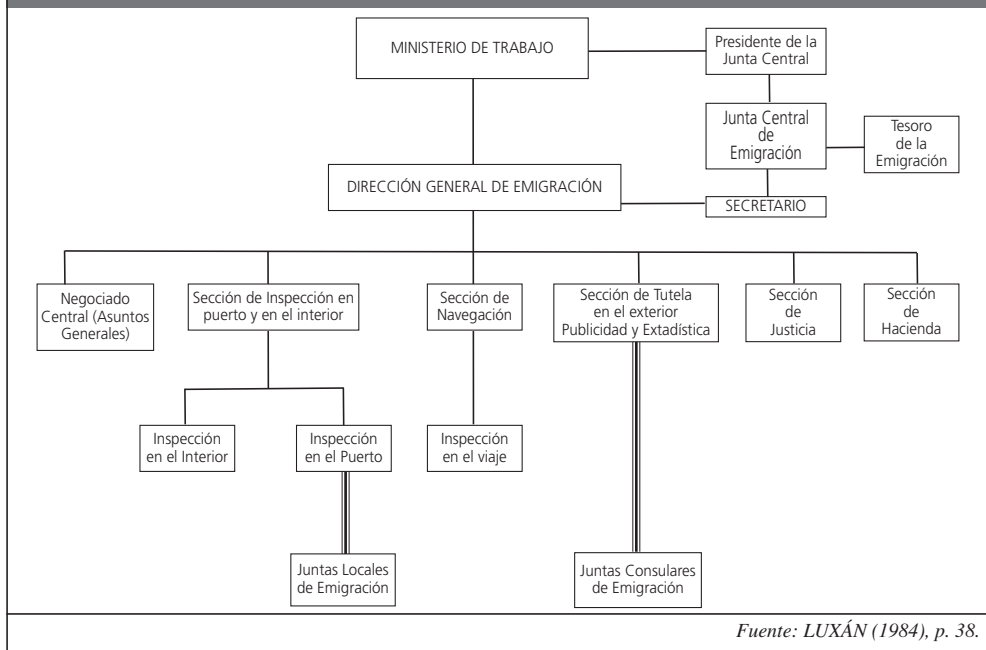 MINISTERIO DE TRABAJO
Presidente de la
Junta Central
Junta Central
de
Emigración
Tesoro
de la
Emigración
DIRECCIÓN GENERAL DE EMIGRACIÓN
SECRETARIO
Negociado
Central (Asuntos
Generales)
Sección de Inspección en
puerto y en el interior
Sección de
Navegación
Sección de Tutela
en el exterior
Publicidad y Estadística
Sección
de
Justicia
Sección
de
Hacienda
Inspección
en el Interior
Inspección
en el Puerto
Inspección
en el viaje
Juntas Locales
de Emigración
Juntas Consulares
de Emigración
Fuente: LUXÁN (1984), p. 38.